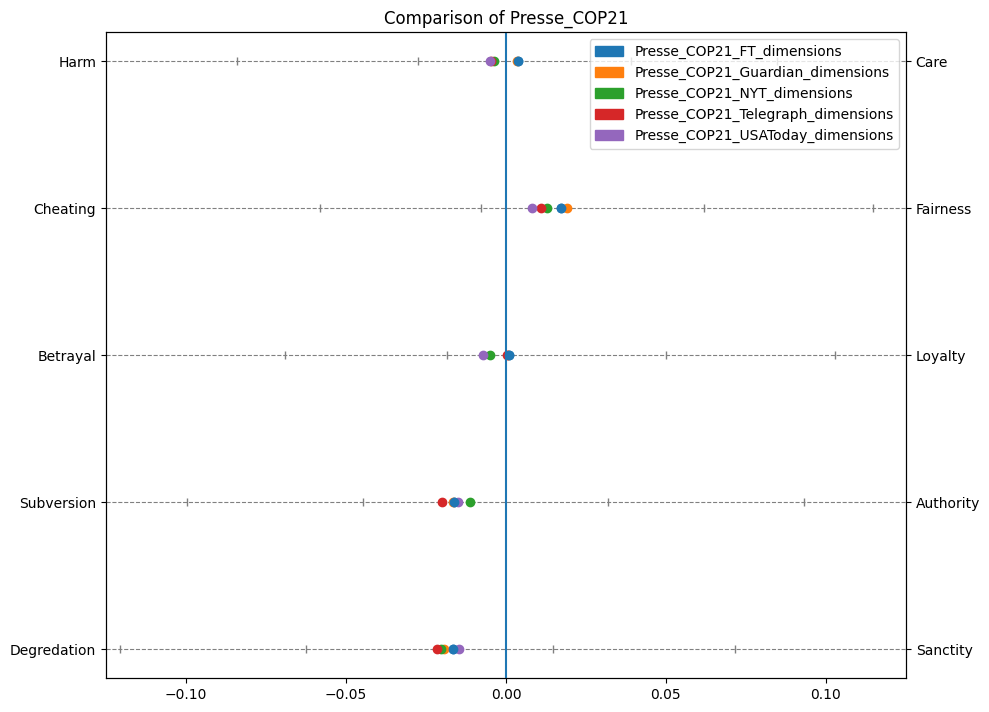 Comparison of Presse_COP21
Presse_COP21_FT_dimensions
Presse_COP21_Guardian_dimensions
Presse_COP21_NYT_dimensions
Presse_COP21_Telegraph_dimensions
Presse_COP21_USAToday_dimensions
Harm
Care
Cheating
Fairness
Betrayal
Loyalty
Subversion
Authority
Degredation
Sanctity
−0.10
−0.05
0.00
0.05
0.10